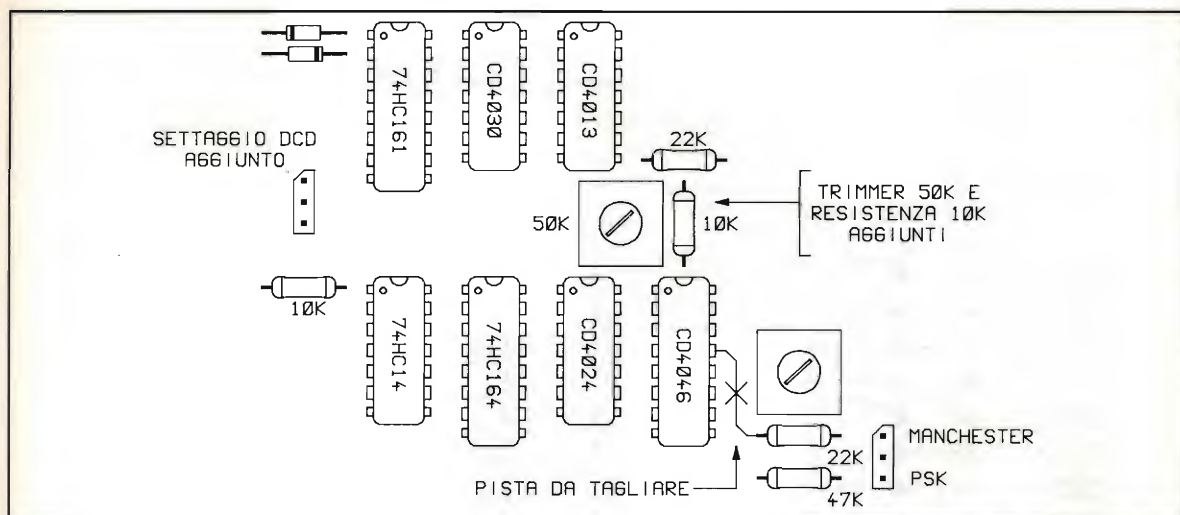 74HC161
CD4030
CD4013
SETTAGGIO DCD
AGGIUNTO
22K
50K
10K
TRIMMER 50K E
RESISTENZA 10K
AGGIUNTI
10K
74HC14
74HC164
CD4024
CD4046
MANCHESTER
22K
PSK
PISTA DA TAGLIARE
47K